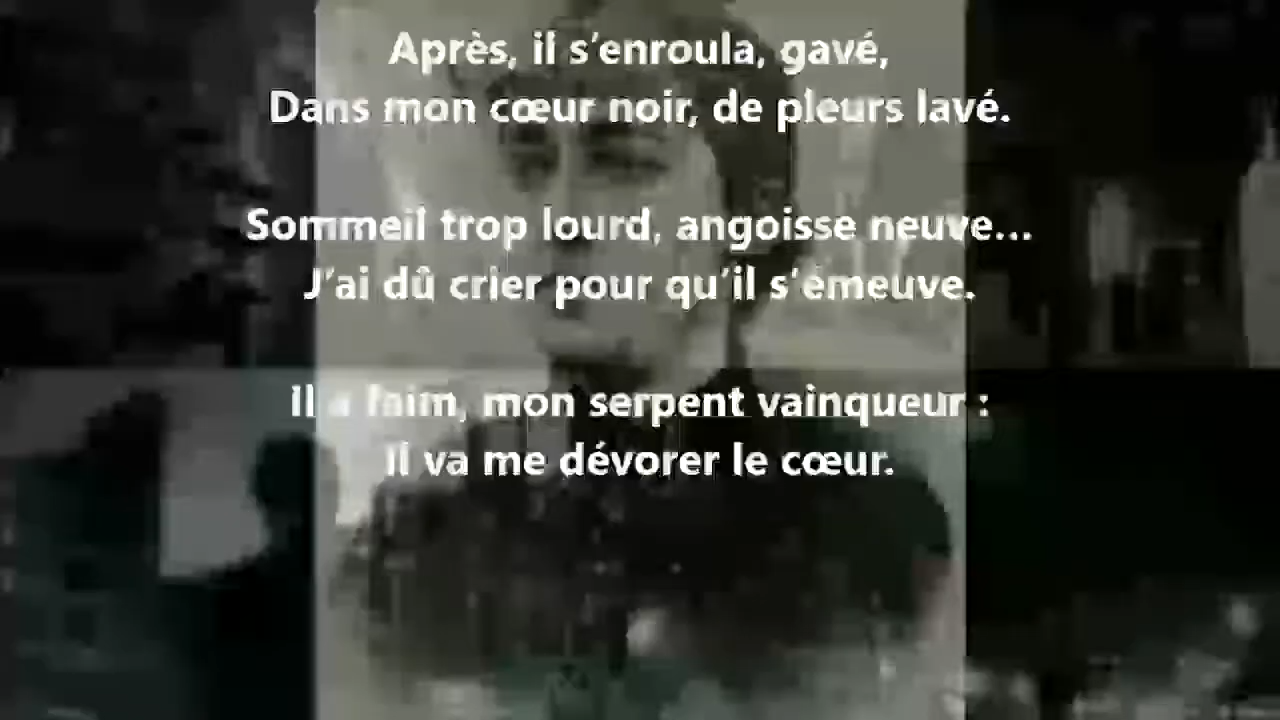 Après, il s’enroula, gavé,
Dans mon cœur noir, de pleurs lavé.
Sommeil trop lourd, angoisse neuve...
J’ai dû crier pour qu’il s’émeuve.
Il a faim, mon serpent vainqueur :
Il va me dévorer le cœur.